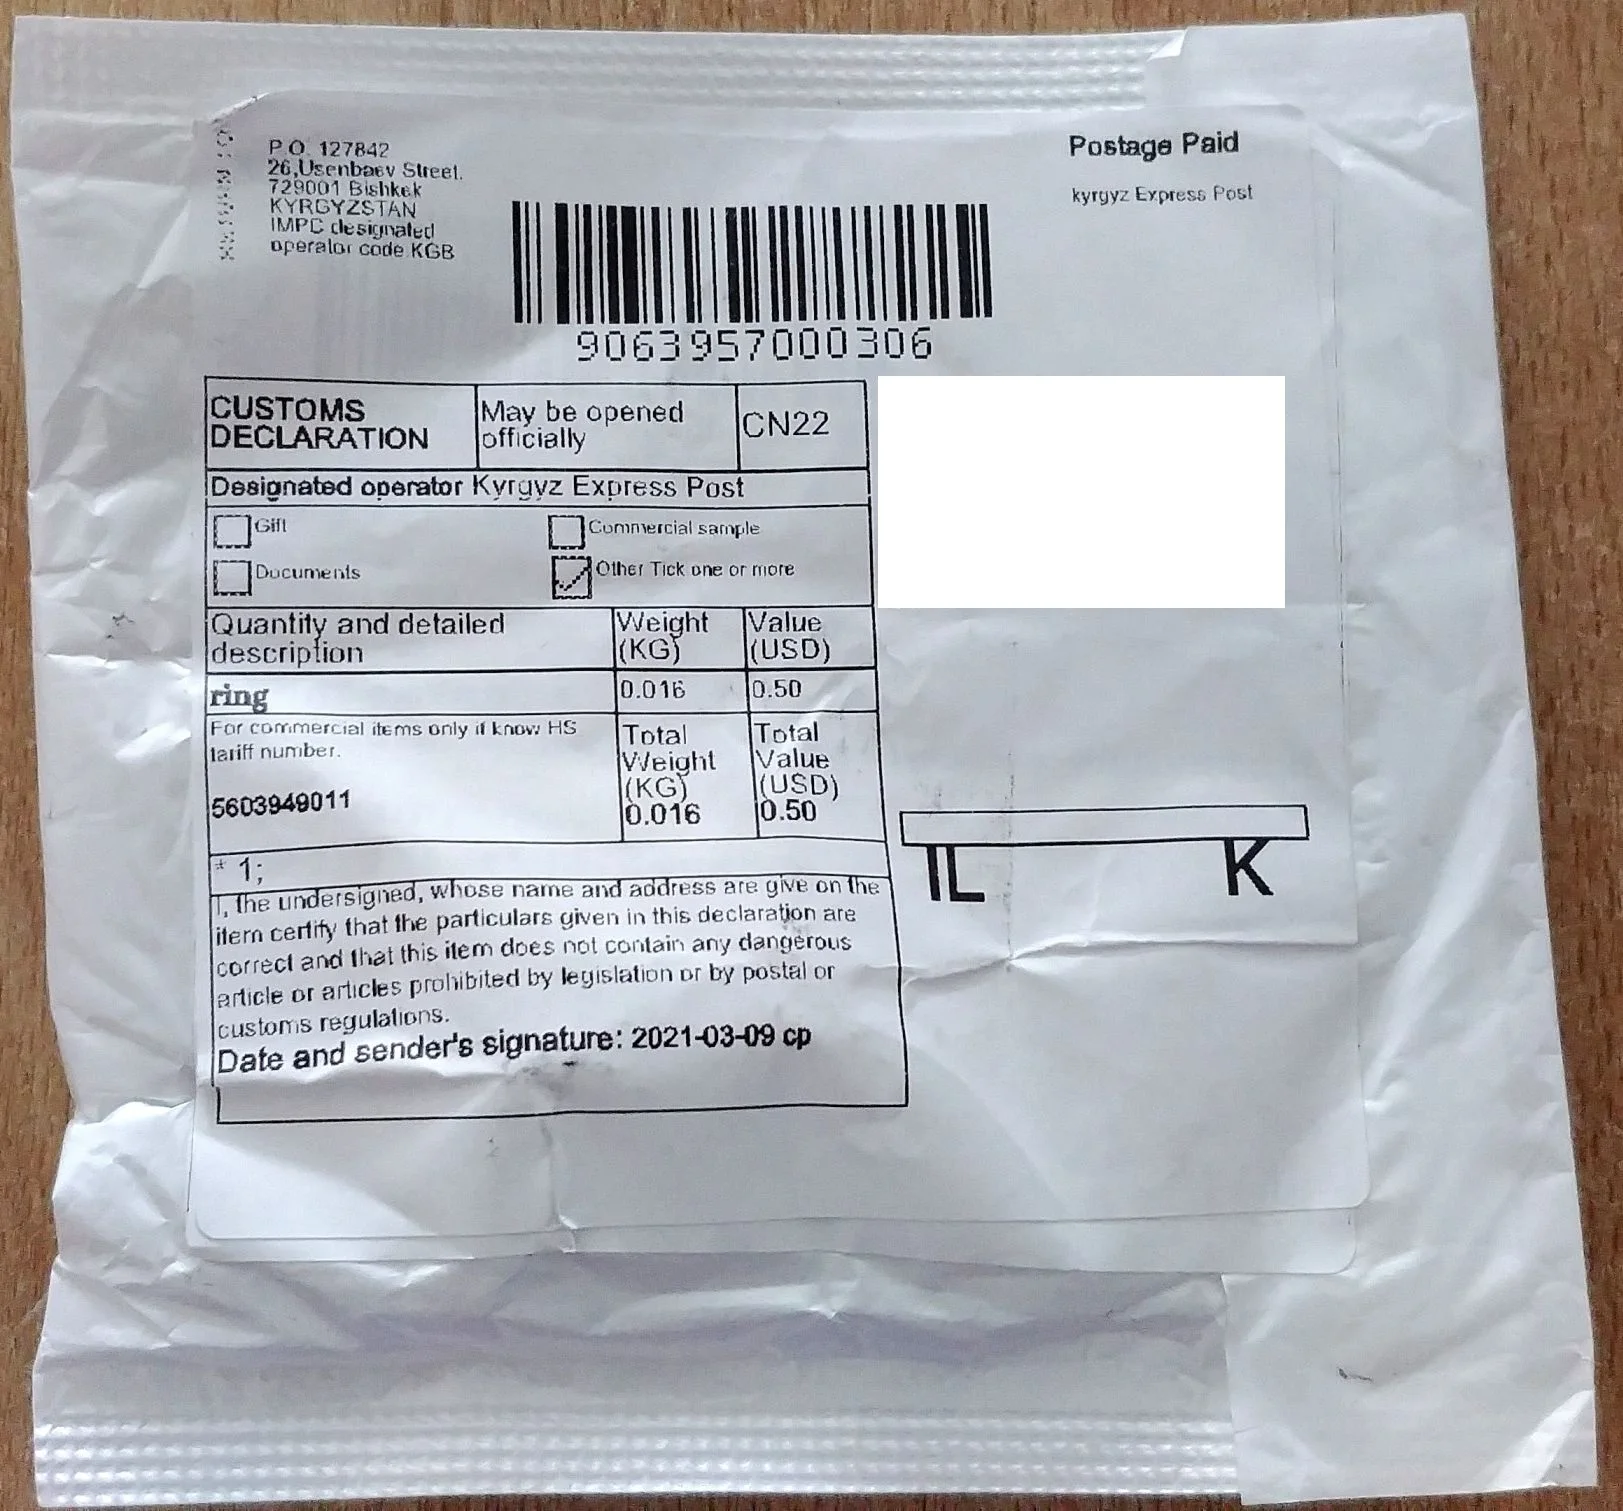 P.O. 127842
26,Usenbaev Street.
729001 Bishkek
KYRGYZSTAN
IMPC designated
operator code KGB
Postage Paid
kyrgyz Express Post
9063957000306
CUSTOMS
DECLARATION
May be opened
officially
CN22
Designated operator Kyrgyz Express Post
Gift
Commercial sample
Documents
Other Tick one or more
Quantity and detailed
description
Weight
(KG)
Value
(USD)
ring
0.016
0.50
For commercial items only if know HS
tariff number.
5603949011
Total
Weight
(KG)
0.016
Total
Value
(USD)
0.50
* 1;
I, the undersigned, whose name and address are give on the
item certify that the particulars given in this declaration are
correct and that this item does not contain any dangerous
article or articles prohibited by legislation or by postal or
customs regulations.
Date and sender's signature: 2021-03-09 cp
IL
K